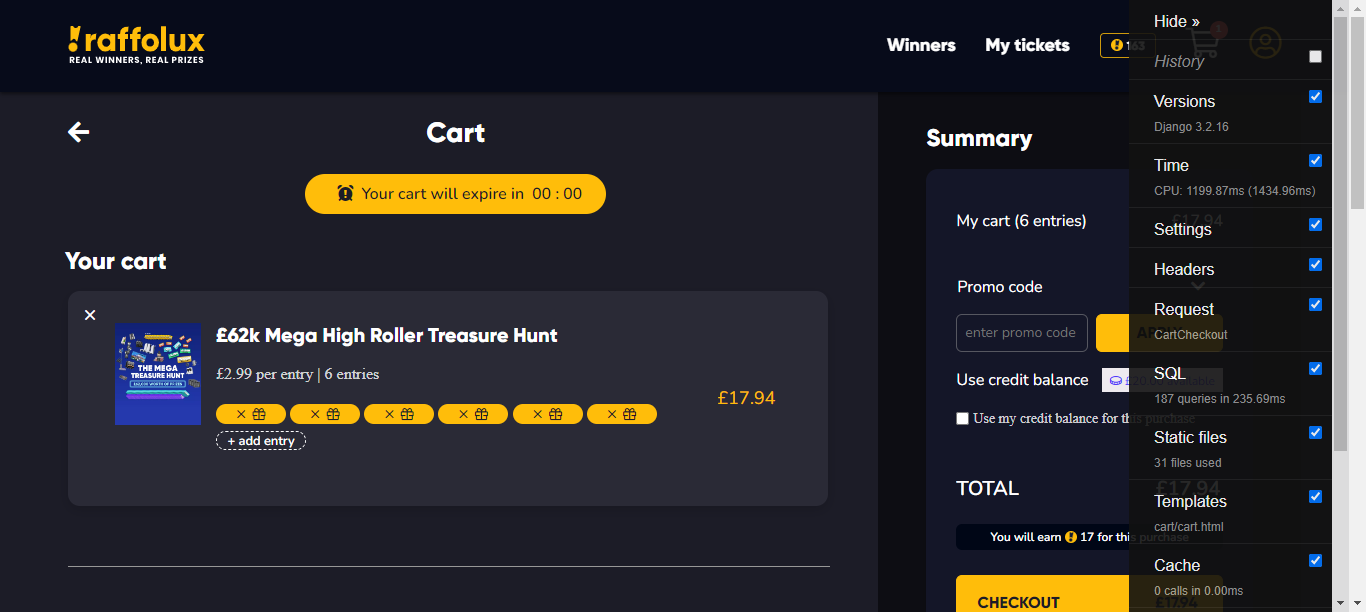 raffolux
REAL WINNERS, REAL PRIZES
Winners
My tickets
163
1
Cart
Your cart will expire in 00 : 00
Your cart
£62k Mega High Roller Treasure Hunt
£2.99 per entry | 6 entries
THE MEGA
TREASURE HUNT
£17.94
+ add entry
Summary
My cart (6 entries)
£17.94
Promo code
enter promo code
Use credit balance
Use my credit balance for this purchase
TOTAL
£17.94
You will earn 17 for this purchase
CHECKOUT
£17.94
Hide »
History
Versions
Django 3.2.16
Time
CPU: 1199.87ms (1434.96ms)
Settings
Headers
Request
CartCheckout
SQL
187 queries in 235.69ms
Static files
31 files used
Templates
cart/cart.html
Cache
0 calls in 0.00ms